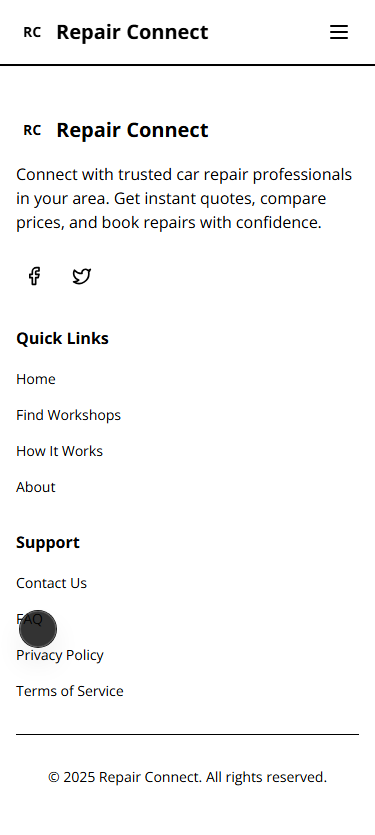 RC Repair Connect
RC Repair Connect
Connect with trusted car repair professionals
in your area. Get instant quotes, compare
prices, and book repairs with confidence.
Quick Links
Home
Find Workshops
How It Works
About
Support
Contact Us
FAQ
Privacy Policy
Terms of Service
© 2025 Repair Connect. All rights reserved.